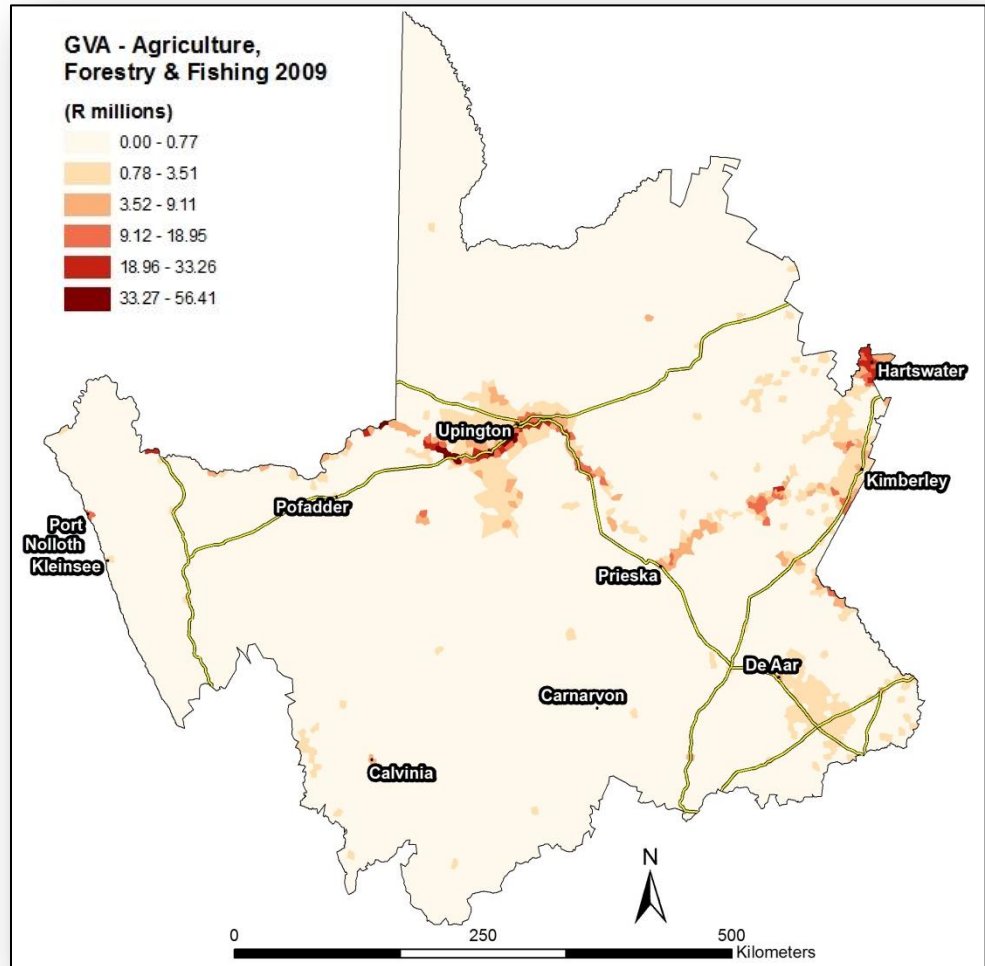 GVA - Agriculture,
Forestry & Fishing 2009
(R millions)
0.00 - 0.77
0.78 - 3.51
3.52 - 9.11
9.12 - 18.95
18.96 - 33.26
33.27 - 56.41
Hartswater
Upington
Kimberley
Pofadder
Port
Nolloth
Kleinsee
Prieska
De Aar
Carnarvon
Calvinia
N
0 250 500
Kilometers